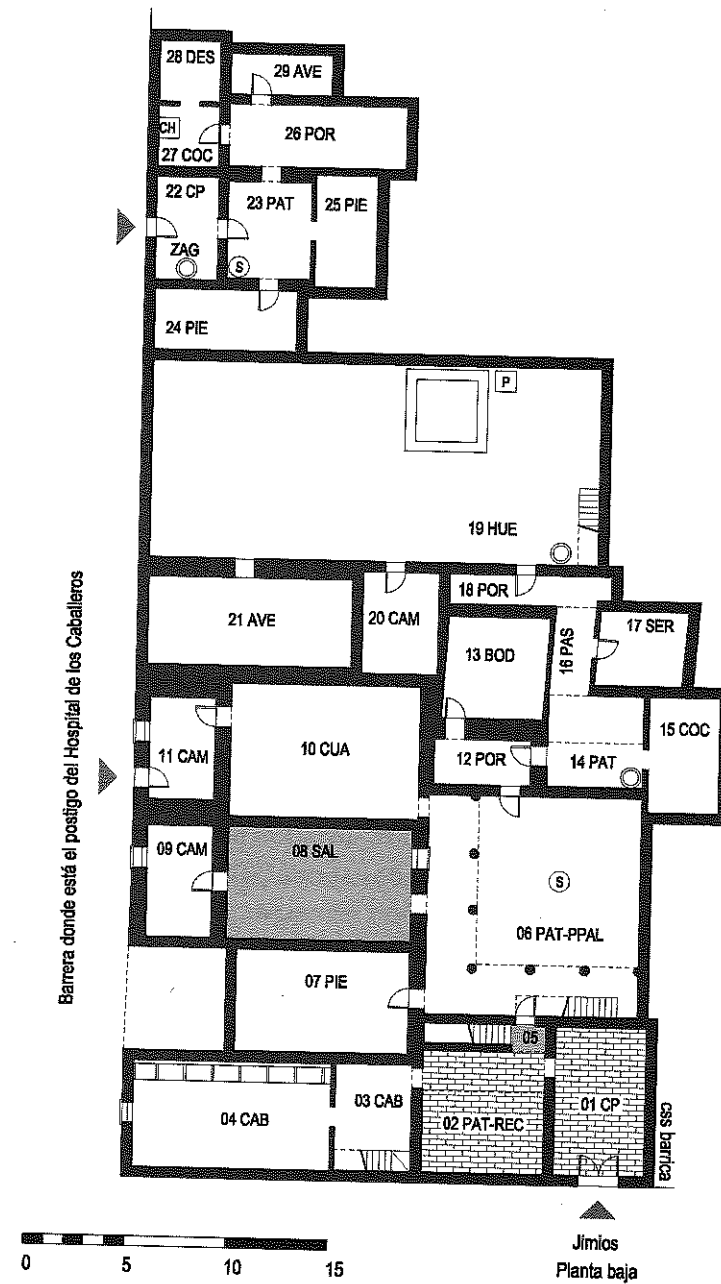 28 DES
29 AVE
CH
26 POR
27 COC
22 CP
23 PAT
25 PIE
ZAG
S
24 PIE
P
19 HUE
18 POR
21 AVE
20 CAM
17 SER
16 PAS
13 BOD
11 CAM
10 CUA
15 COC
12 POR
14 PAT
09 CAM
08 SAL
S
06 PAT-PPAL
07 PIE
05
04 CAB
03 CAB
02 PAT-REC
01 CP
css barrica
Barrera donde está el postigo del Hospital de los Caballeros
0 5 10 15
Jímios
Planta baja